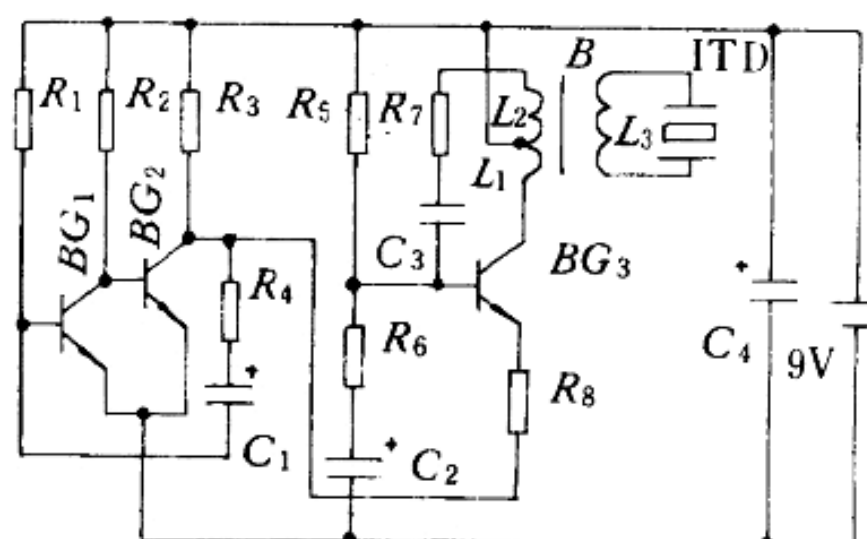 R1
R2
R3
R5
R7
L2
B
ITD
L3
L1
BG1
BG2
C3
BG3
R4
R6
R8
C4
9V
C1
C2
+
+
+